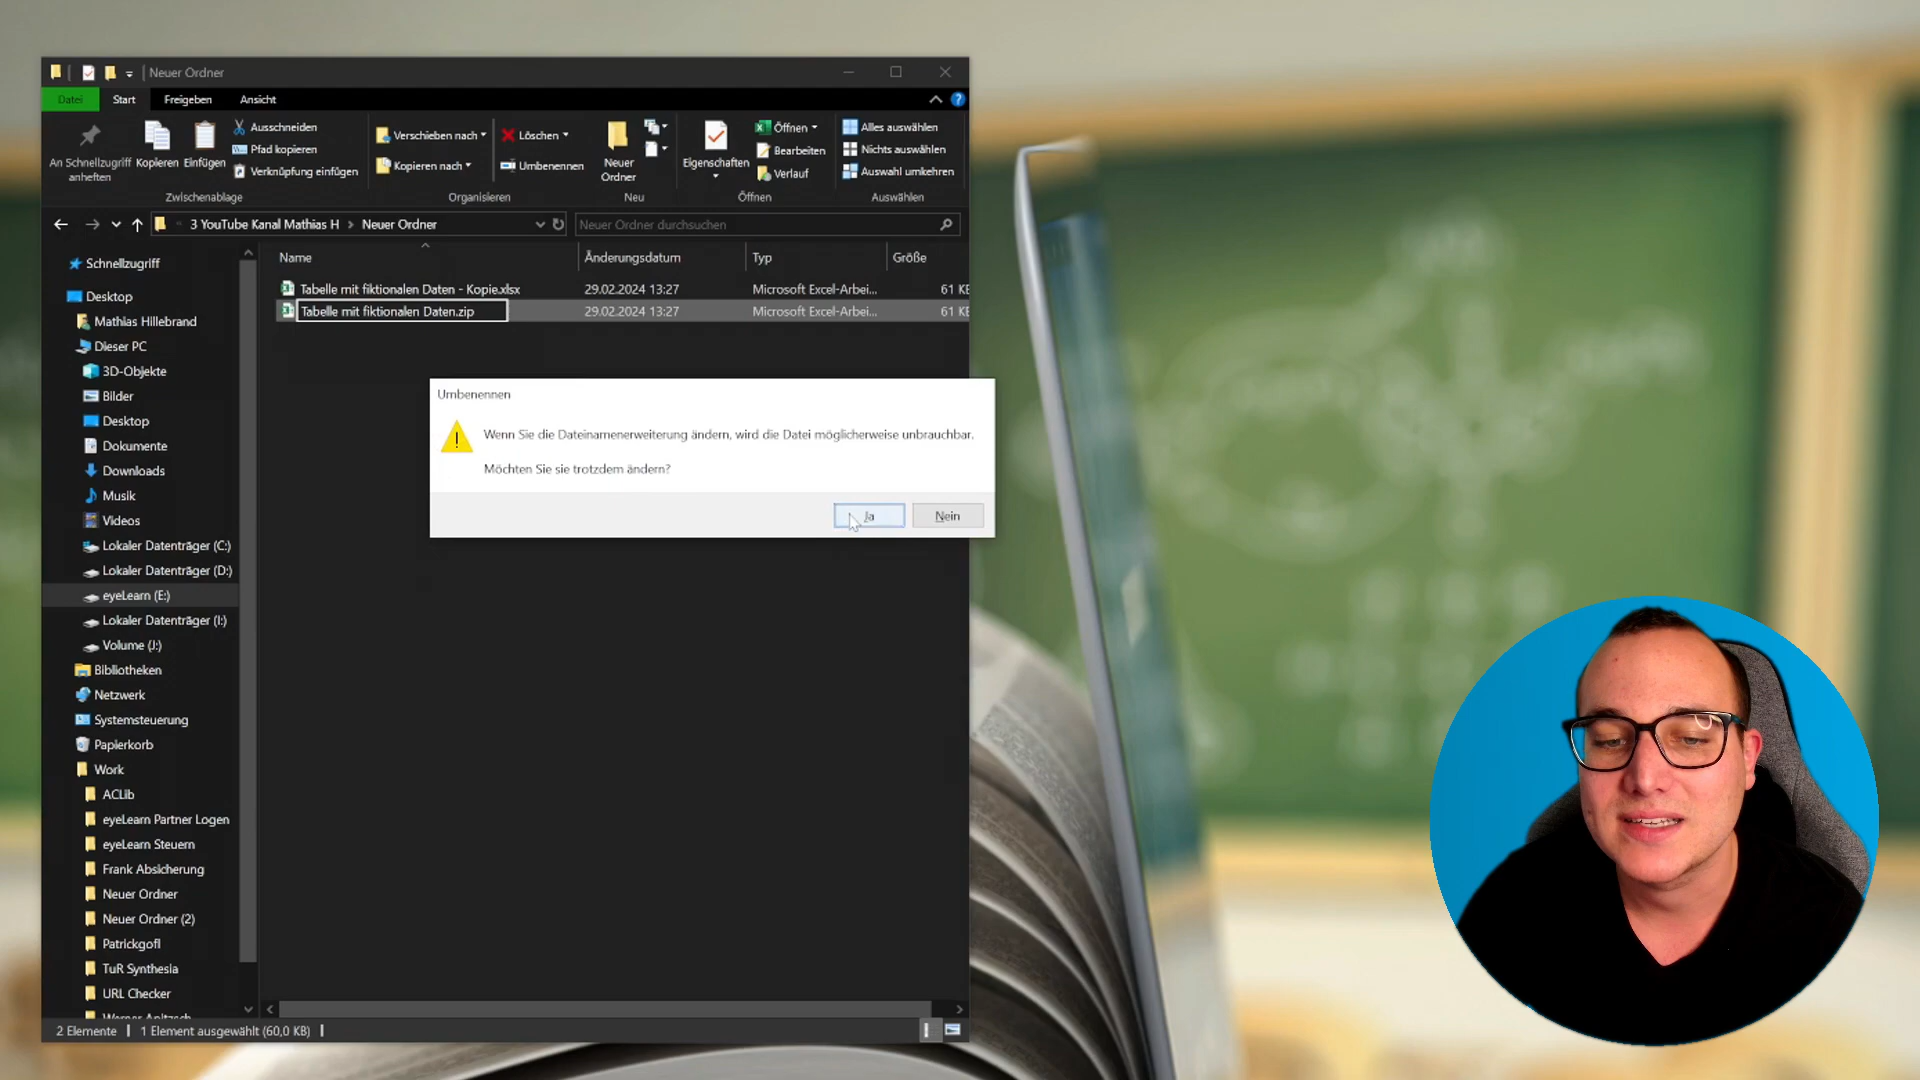 Neuer Ordner
Datei Start Freigeben Ansicht
An Schnellzugriff anheften
Kopieren
Einfügen
Ausschneiden
Pfad kopieren
Verknüpfung einfügen
Zwischenablage
Verschieben nach
Kopieren nach
Löschen
Umbenennen
Organisieren
Neuer Ordner
Neu
Eigenschaften
Öffnen
Bearbeiten
Verlauf
Öffnen
Alles auswählen
Nichts auswählen
Auswahl umkehren
Auswählen
3 YouTube Kanal Mathias H > Neuer Ordner
Neuer Ordner durchsuchen
Name Änderungsdatum Typ Größe
Tabelle mit fiktionalen Daten - Kopie.xlsx 29.02.2024 13:27 Microsoft Excel-Arbei... 61 KB
Tabelle mit fiktionalen Daten.zip 29.02.2024 13:27 Microsoft Excel-Arbei... 61 KB
Schnellzugriff
Desktop
Mathias Hillebrand
Dieser PC
3D-Objekte
Bilder
Desktop
Dokumente
Downloads
Musik
Videos
Lokaler Datenträger (C:)
Lokaler Datenträger (D:)
eyeLearn (E:)
Lokaler Datenträger (I:)
Volume (J:)
Bibliotheken
Netzwerk
Systemsteuerung
Papierkorb
Work
ACLib
eyeLearn Partner Logen
eyeLearn Steuern
Frank Absicherung
Neuer Ordner
Neuer Ordner (2)
Patrickgofl
TuR Synthesia
URL Checker
Umbenennen
Wenn Sie die Dateinamenerweiterung ändern, wird die Datei möglicherweise unbrauchbar.
Möchten Sie sie trotzdem ändern?
Ja Nein
2 Elemente 1 Element ausgewählt (60,0 KB)